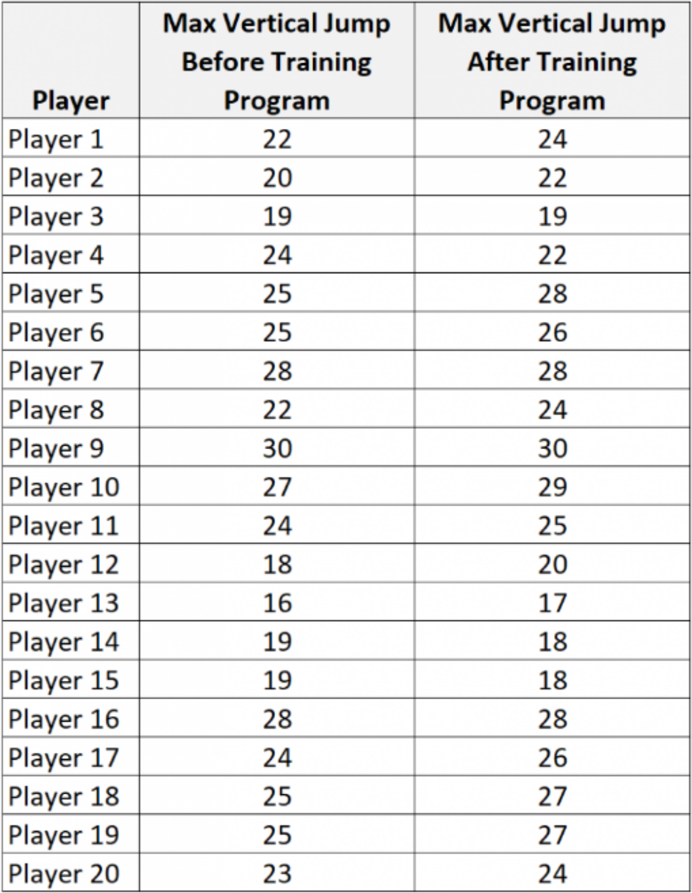 Player Max Vertical Jump Before Training Program Max Vertical Jump After Training Program
Player 1 22 24
Player 2 20 22
Player 3 19 19
Player 4 24 22
Player 5 25 28
Player 6 25 26
Player 7 28 28
Player 8 22 24
Player 9 30 30
Player 10 27 29
Player 11 24 25
Player 12 18 20
Player 13 16 17
Player 14 19 18
Player 15 19 18
Player 16 28 28
Player 17 24 26
Player 18 25 27
Player 19 25 27
Player 20 23 24